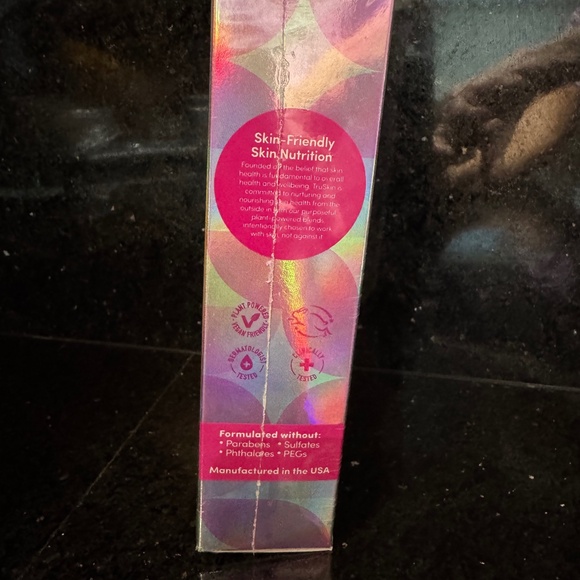 Skin-Friendly
Skin Nutrition
Founded on the belief that skin
health is fundamental to overall
health and wellbeing, TruSkin is
committed to nurturing and
nourishing skin health from the
outside in with our purposeful,
plant-powered blends,
intentionally chosen to work
with skin, not against it.
PLANT POWERED
VEGAN FRIENDLY
DERMATOLOGIST
TESTED
CLINICALLY
TESTED
Formulated without:
• Parabens • Sulfates
• Phthalates • PEGs
Manufactured in the USA